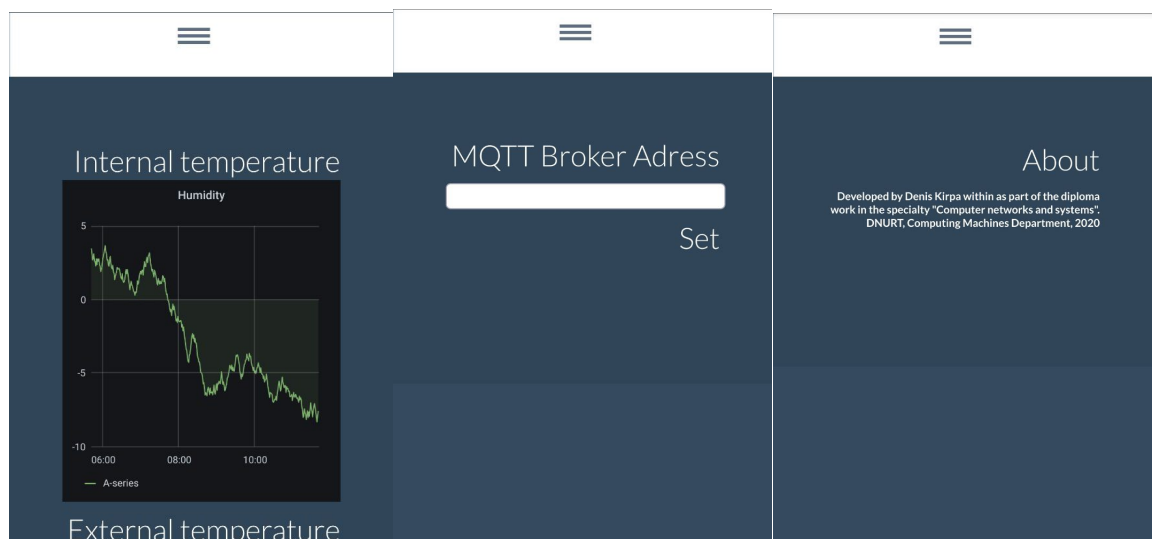 Internal temperature
Humidity
5
0
-5
-10
06:00 08:00 10:00
A-series
External temperature
MQTT Broker Adress
Set
About
Developed by Denis Kirpa within as part of the diploma
work in the specialty "Computer networks and systems".
DNURT, Computing Machines Department, 2020